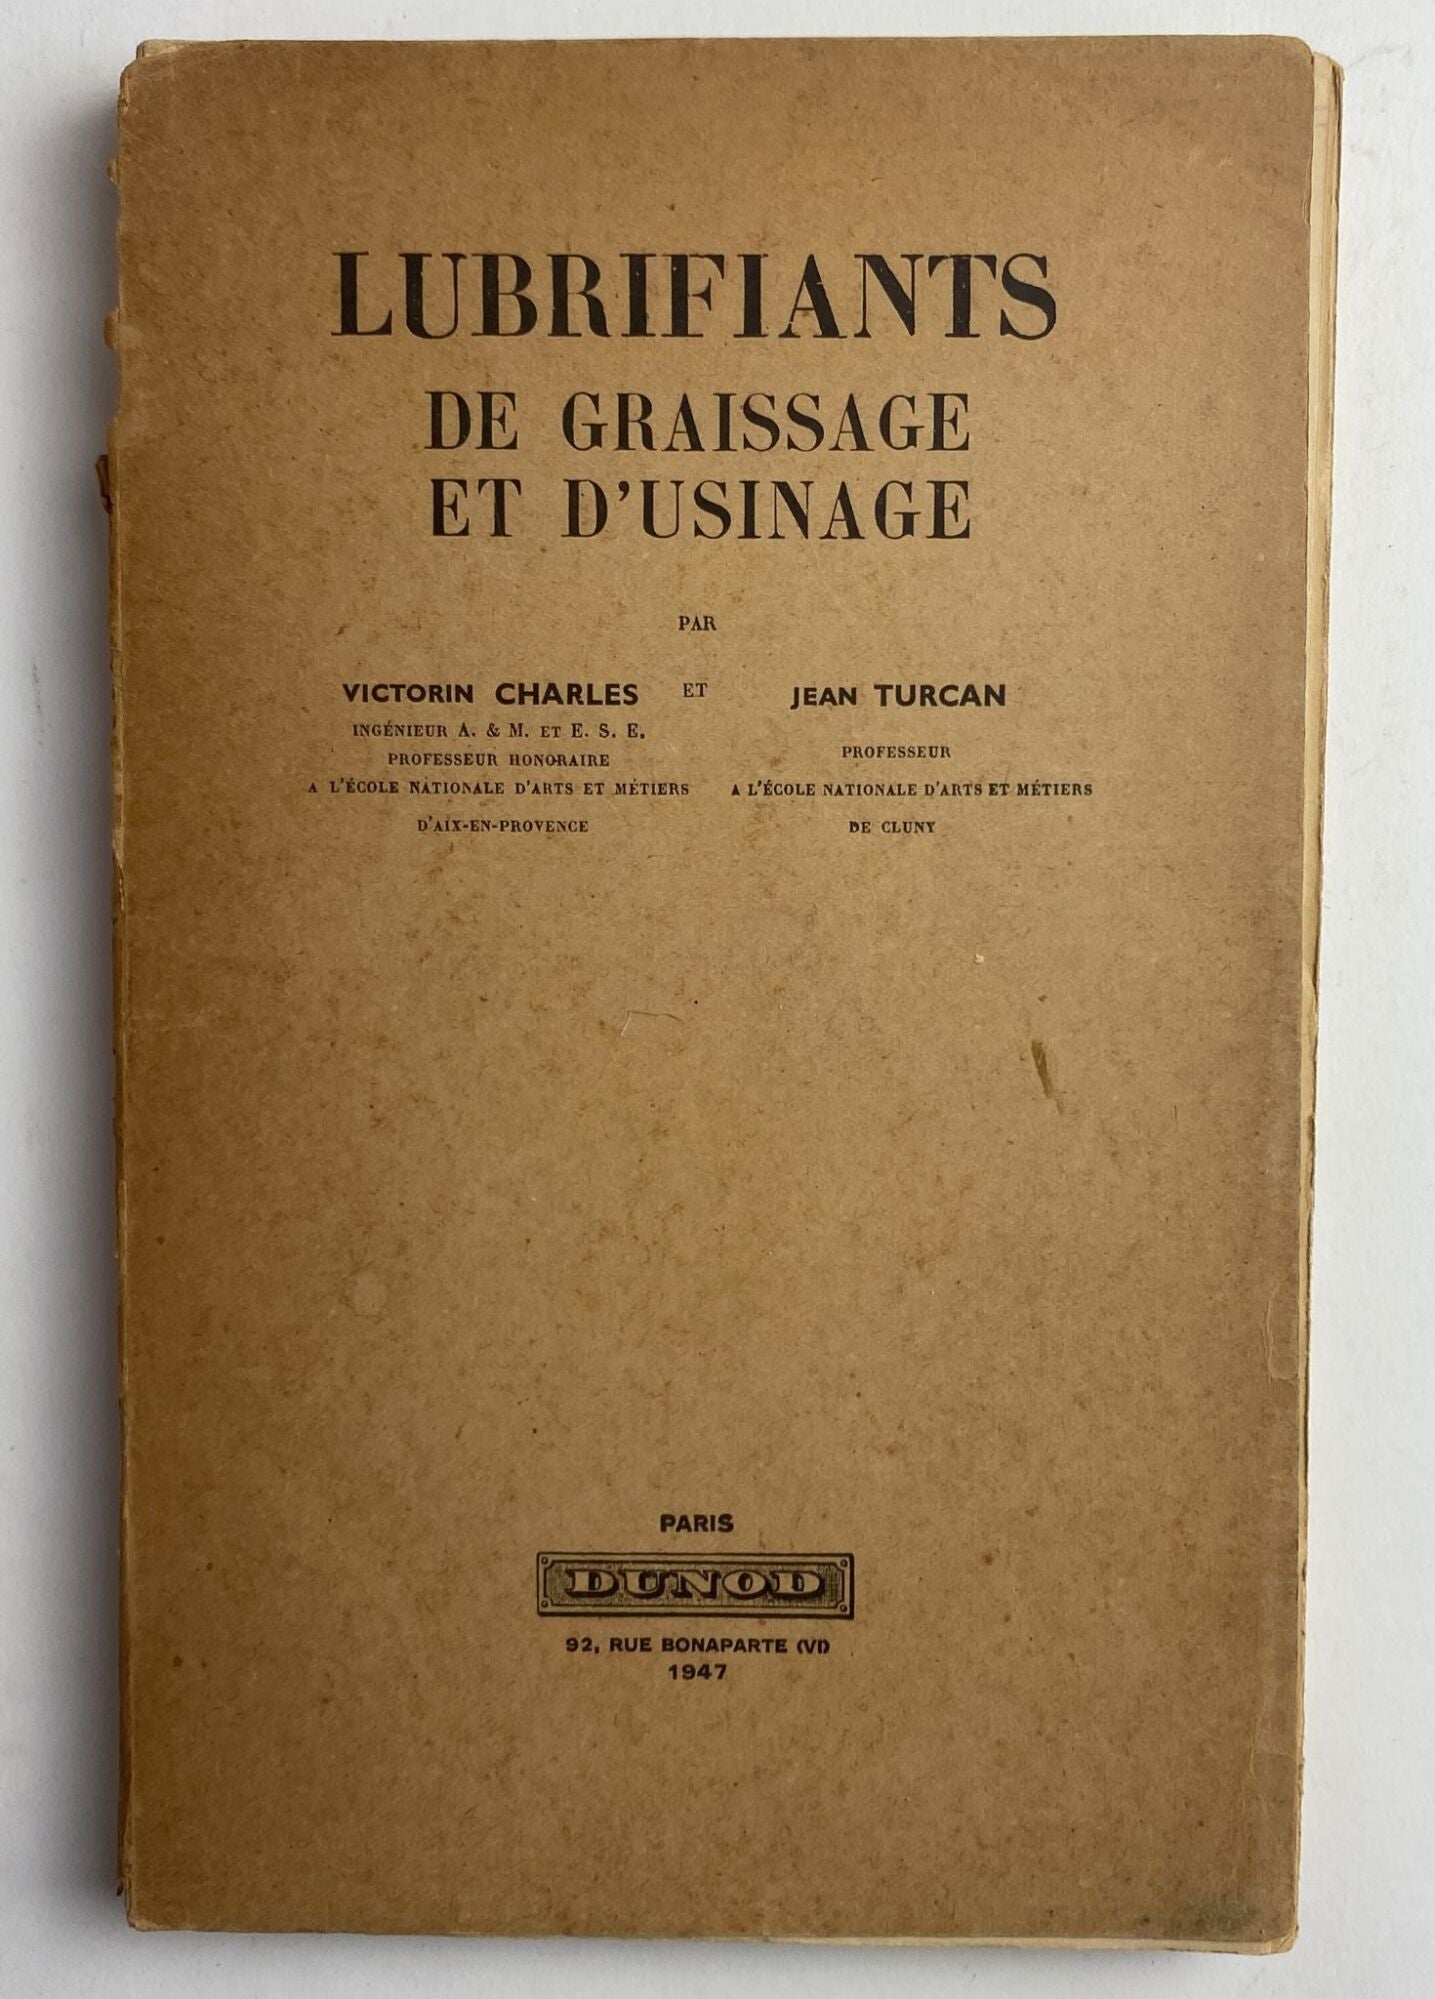 LUBRIFIANTS
DE GRAISSAGE
ET D'USINAGE
PAR
VICTORIN CHARLES ET JEAN TURCAN
INGÉNIEUR A. & M. ET E. S. E.
PROFESSEUR HONORAIRE
A L'ÉCOLE NATIONALE D'ARTS ET MÉTIERS
D'AIX-EN-PROVENCE
PROFESSEUR
A L'ÉCOLE NATIONALE D'ARTS ET MÉTIERS
DE CLUNY
PARIS
DUNOD
92, RUE BONAPARTE (VI)
1947